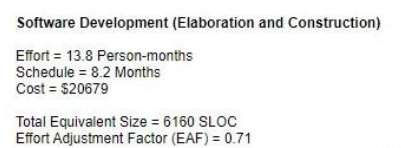 Software Development (Elaboration and Construction)
Effort = 13.8 Person-months
Schedule = 8.2 Months
Cost = $20679
Total Equivalent Size = 6160 SLOC
Effort Adjustment Factor (EAF) = 0.71